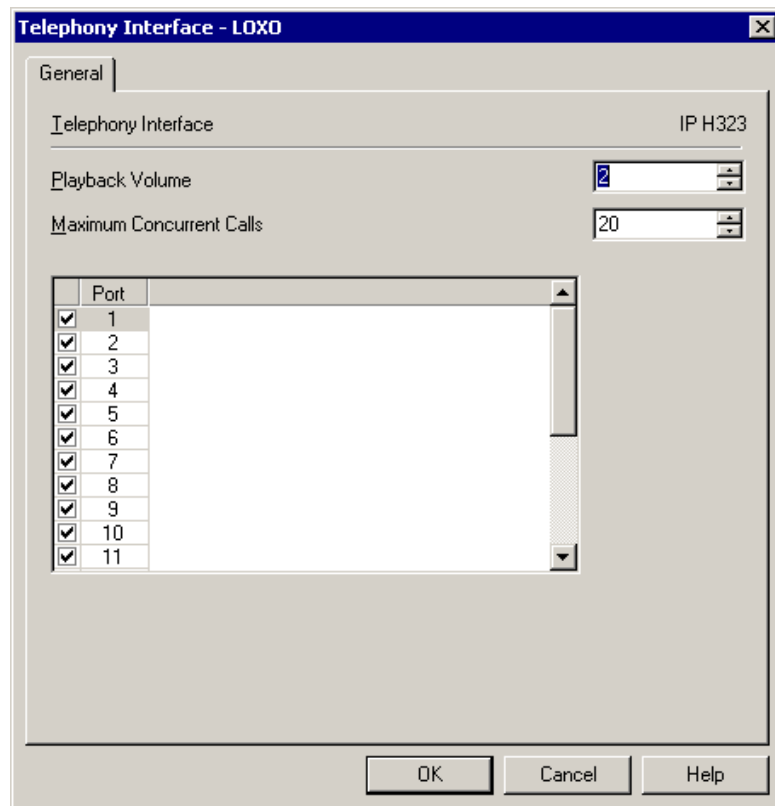 Telephony Interface - LOXO
General
Telephony Interface IP H323
Playback Volume 2
Maximum Concurrent Calls 20
Port
1
2
3
4
5
6
7
8
9
10
11
OK Cancel Help